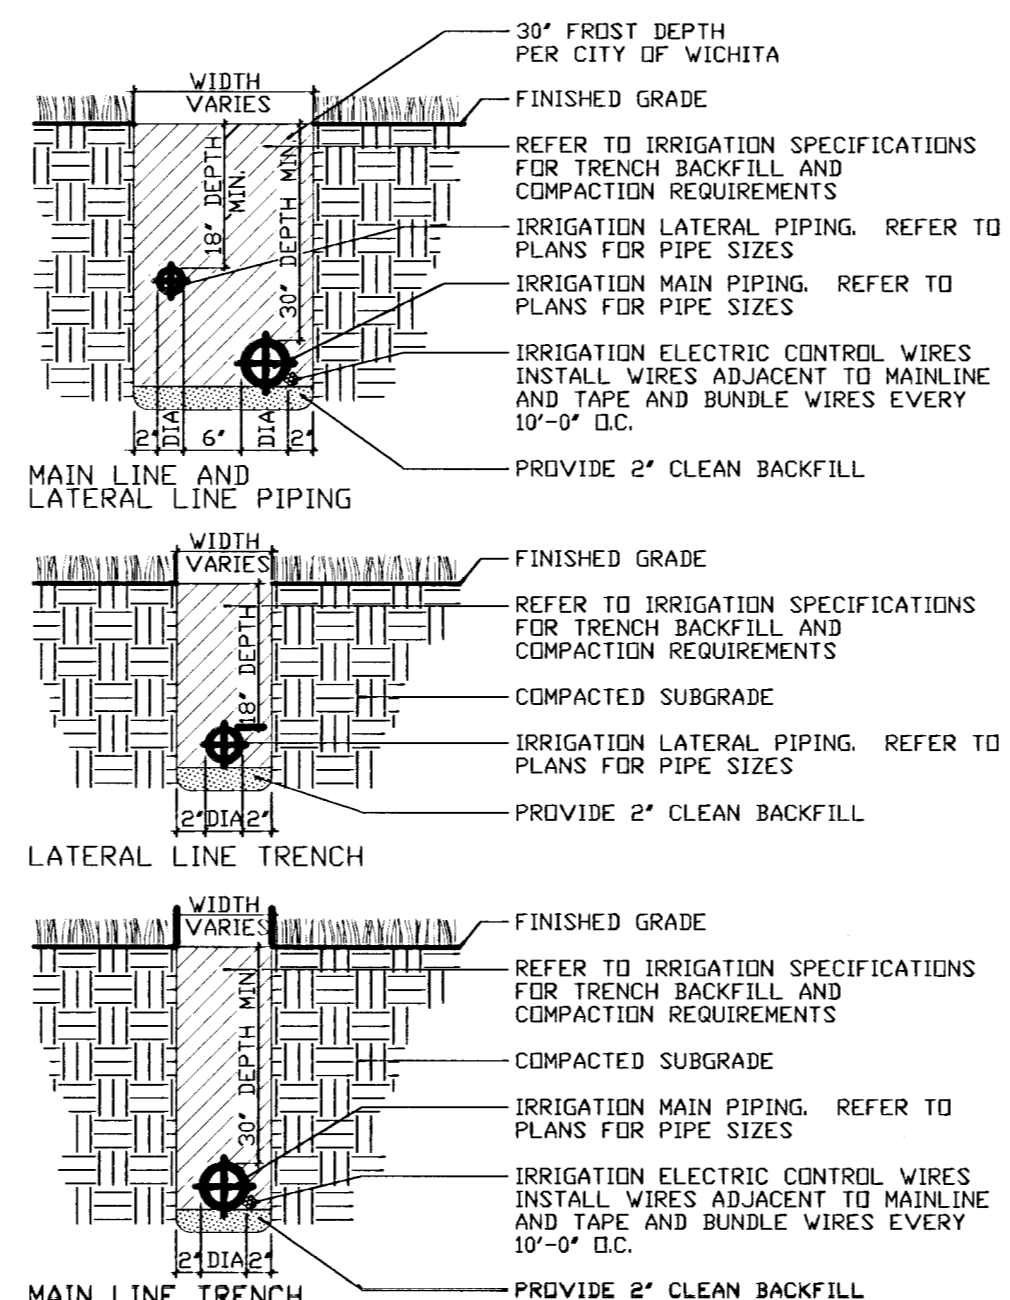 30" FROST DEPTH
PER CITY OF WICHITA
WIDTH
VARIES
FINISHED GRADE
REFER TO IRRIGATION SPECIFICATIONS
FOR TRENCH BACKFILL AND
COMPACTION REQUIREMENTS
18" DEPTH
MIN.
30" DEPTH MIN.
IRRIGATION LATERAL PIPING. REFER TO
PLANS FOR PIPE SIZES
IRRIGATION MAIN PIPING. REFER TO
PLANS FOR PIPE SIZES
IRRIGATION ELECTRIC CONTROL WIRES
INSTALL WIRES ADJACENT TO MAINLINE
AND TAPE AND BUNDLE WIRES EVERY
10'-0" O.C.
2" DIA 6" DIA 2"
PROVIDE 2" CLEAN BACKFILL
MAIN LINE AND
LATERAL LINE PIPING
WIDTH
VARIES
FINISHED GRADE
REFER TO IRRIGATION SPECIFICATIONS
FOR TRENCH BACKFILL AND
COMPACTION REQUIREMENTS
18" DEPTH
COMPACTED SUBGRADE
IRRIGATION LATERAL PIPING. REFER TO
PLANS FOR PIPE SIZES
PROVIDE 2" CLEAN BACKFILL
2" DIA 2"
LATERAL LINE TRENCH
WIDTH
VARIES
FINISHED GRADE
REFER TO IRRIGATION SPECIFICATIONS
FOR TRENCH BACKFILL AND
COMPACTION REQUIREMENTS
30" DEPTH MIN
COMPACTED SUBGRADE
IRRIGATION MAIN PIPING. REFER TO
PLANS FOR PIPE SIZES
IRRIGATION ELECTRIC CONTROL WIRES
INSTALL WIRES ADJACENT TO MAINLINE
AND TAPE AND BUNDLE WIRES EVERY
10'-0" O.C.
2" DIA 2"
PROVIDE 2" CLEAN BACKFILL
MAIN LINE TRENCH